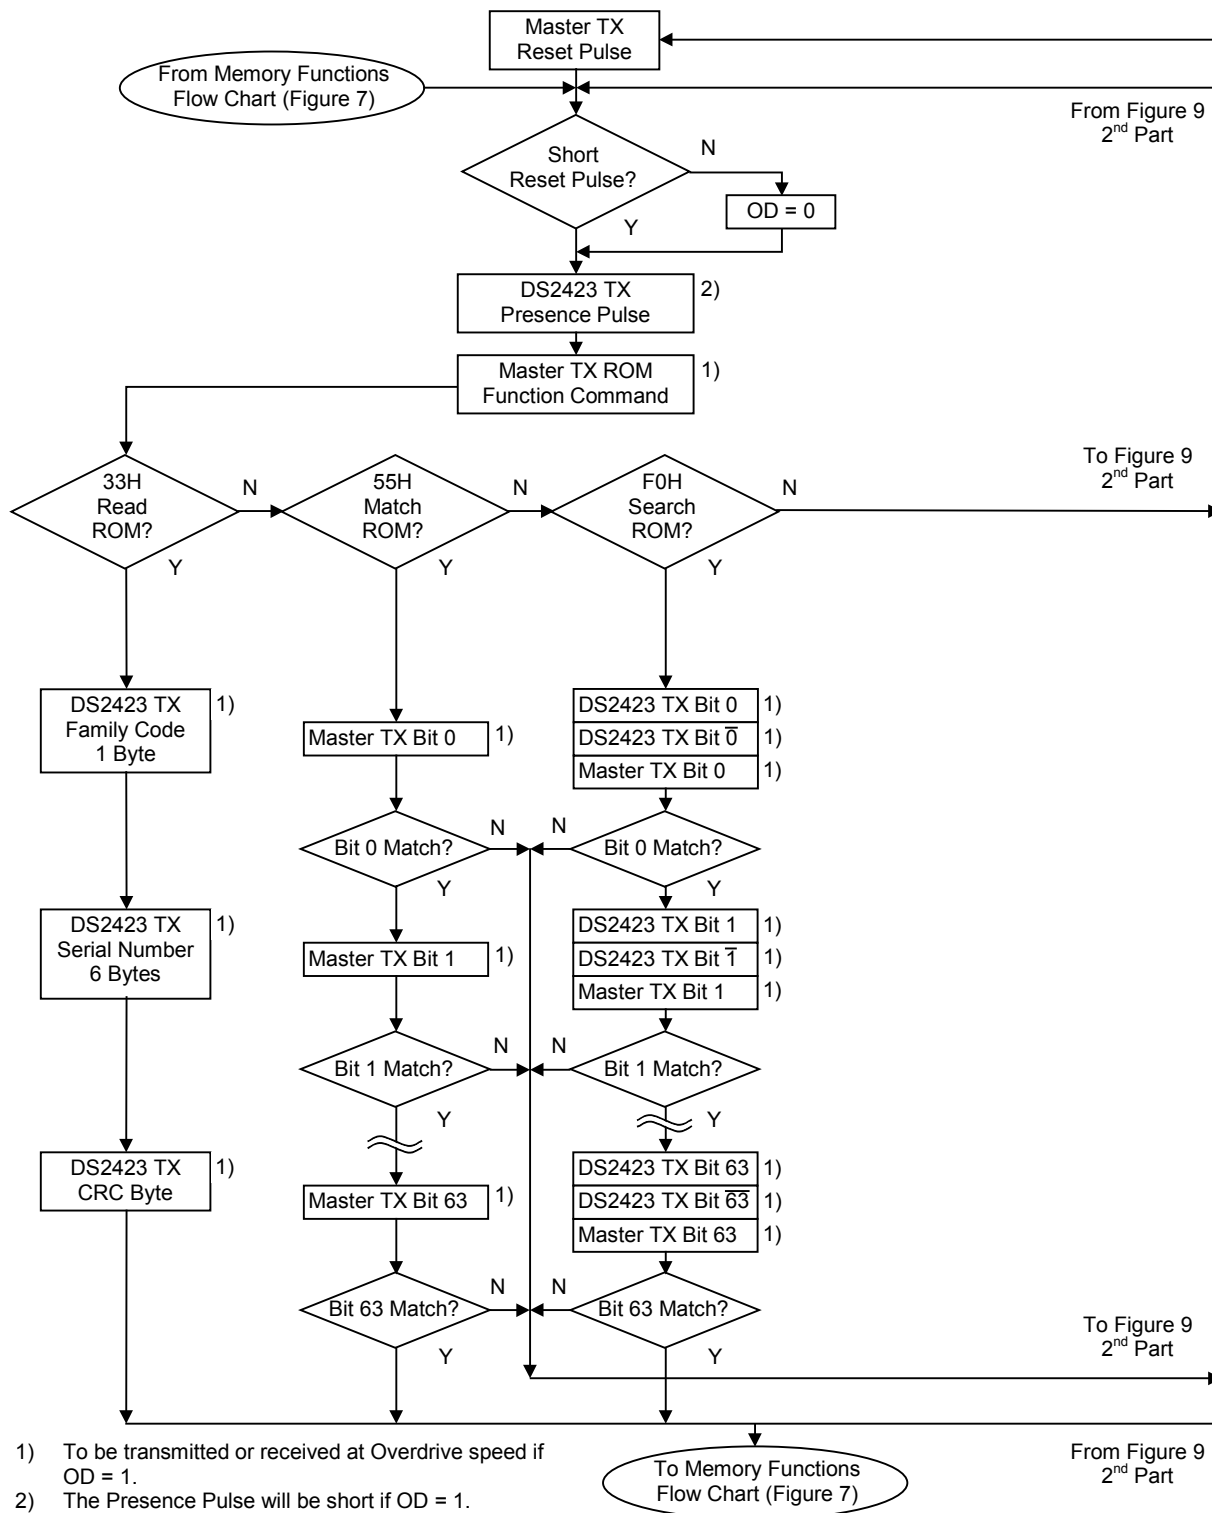 Master TX
Reset Pulse
From Memory Functions
Flow Chart (Figure 7)
From Figure 9
2nd Part
Short
Reset Pulse?
N
OD = 0
Y
DS2423 TX
Presence Pulse
2)
Master TX ROM
Function Command
1)
33H
Read
ROM?
N
Y
55H
Match
ROM?
N
Y
F0H
Search
ROM?
N
Y
To Figure 9
2nd Part
DS2423 TX
Family Code
1 Byte
1)
Master TX Bit 0
1)
DS2423 TX Bit 0
1)
DS2423 TX Bit 0̅
1)
Master TX Bit 0
1)
Bit 0 Match?
N
Y
N
Bit 0 Match?
Y
DS2423 TX
Serial Number
6 Bytes
1)
Master TX Bit 1
1)
DS2423 TX Bit 1
1)
DS2423 TX Bit 1̅
1)
Master TX Bit 1
1)
Bit 1 Match?
N
Y
N
Bit 1 Match?
Y
DS2423 TX
CRC Byte
1)
Master TX Bit 63
1)
DS2423 TX Bit 63
1)
DS2423 TX Bit 6̅3̅
1)
Master TX Bit 63
1)
Bit 63 Match?
N
Y
N
Bit 63 Match?
Y
To Figure 9
2nd Part
1) To be transmitted or received at Overdrive speed if
OD = 1.
2) The Presence Pulse will be short if OD = 1.
To Memory Functions
Flow Chart (Figure 7)
From Figure 9
2nd Part